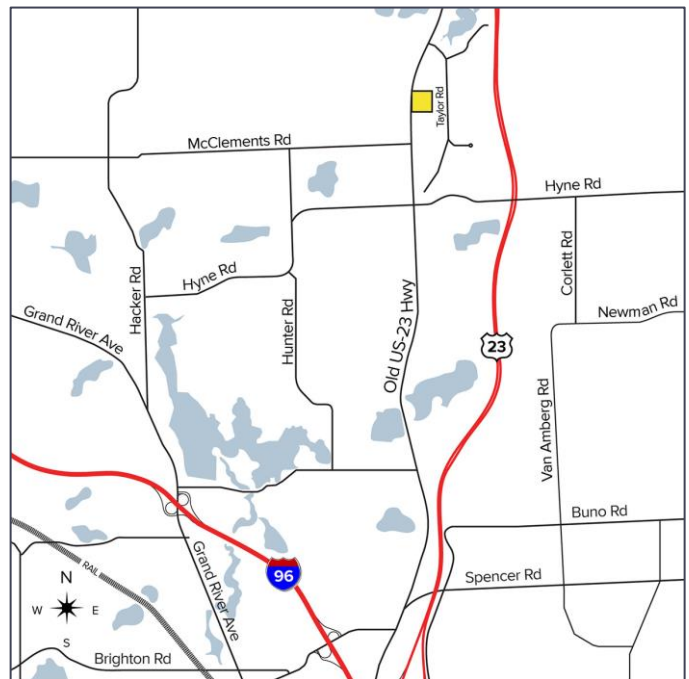 Taylor Rd
McClements Rd
Hyne Rd
Corlett Rd
Hacker Rd
Hyne Rd
Newman Rd
Grand River Ave
Hunter Rd
Old US-23 Hwy
23
Van Amberg Rd
Buno Rd
Grand River Ave
RAIL
96
Spencer Rd
N
W E
S
Brighton Rd